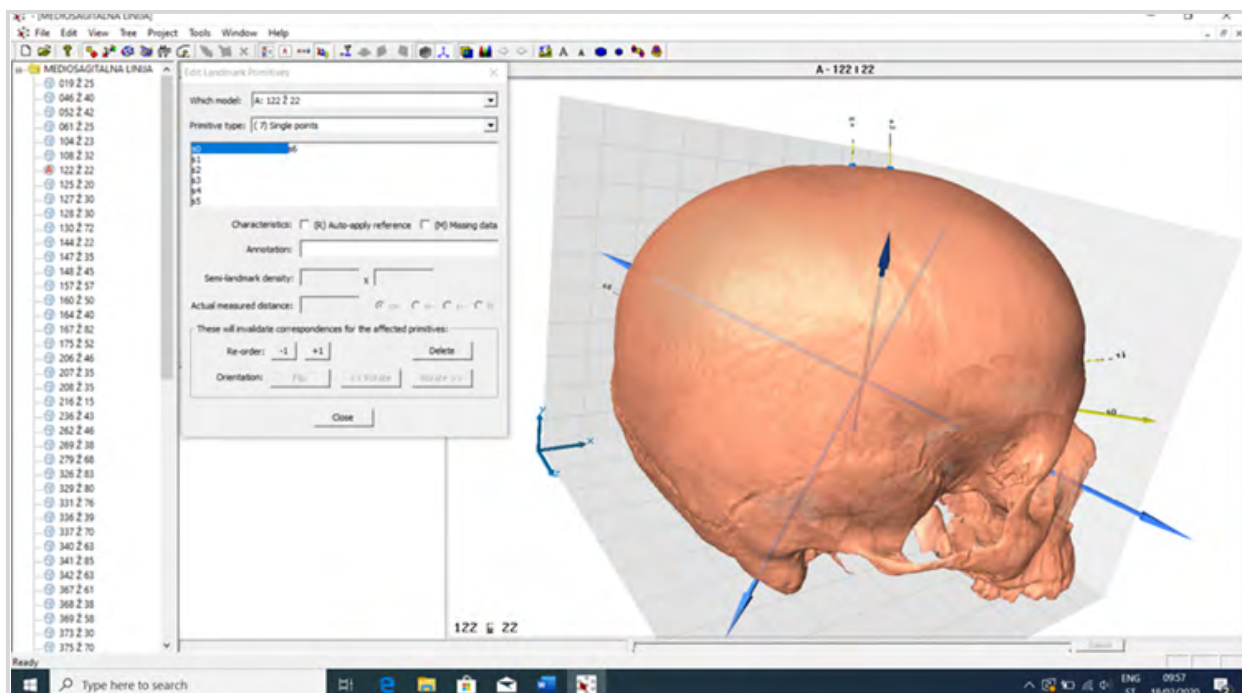 [MEDIOSAGITALNA LINIJA]
File Edit View Tree Project Tools Window Help
MEDIOSAGITALNA LINIJA
019 Ž 25
046 Ž 40
052 Ž 42
061 Ž 25
104 Ž 23
108 Ž 32
122 Ž 22
125 Ž 20
127 Ž 30
128 Ž 30
130 Ž 72
144 Ž 22
147 Ž 35
148 Ž 45
157 Ž 57
160 Ž 50
164 Ž 40
167 Ž 82
175 Ž 52
206 Ž 46
207 Ž 35
208 Ž 35
216 Ž 15
236 Ž 43
262 Ž 46
269 Ž 38
279 Ž 68
326 Ž 83
329 Ž 80
331 Ž 76
336 Ž 39
337 Ž 70
340 Ž 63
341 Ž 85
342 Ž 63
367 Ž 61
368 Ž 38
369 Ž 58
373 Ž 30
375 Ž 70
Edit Landmark Primitives
Which model: A: 122 Ž 22
Primitive type: ( 7) Single points
s0 s6
s1
s2
s3
s4
s5
Characteristics: (R) Auto-apply reference (M) Missing data
Annotation:
Semi-landmark density: x
Actual measured distance:
These will invalidate correspondences for the affected primitives:
Re-order: -1 +1 Delete
Orientation: Flip << Rotate Rotate >>
Close
s1
s0
Y
X
Z
122 22
Cancel
Ready
Type here to search
ENG 09:57